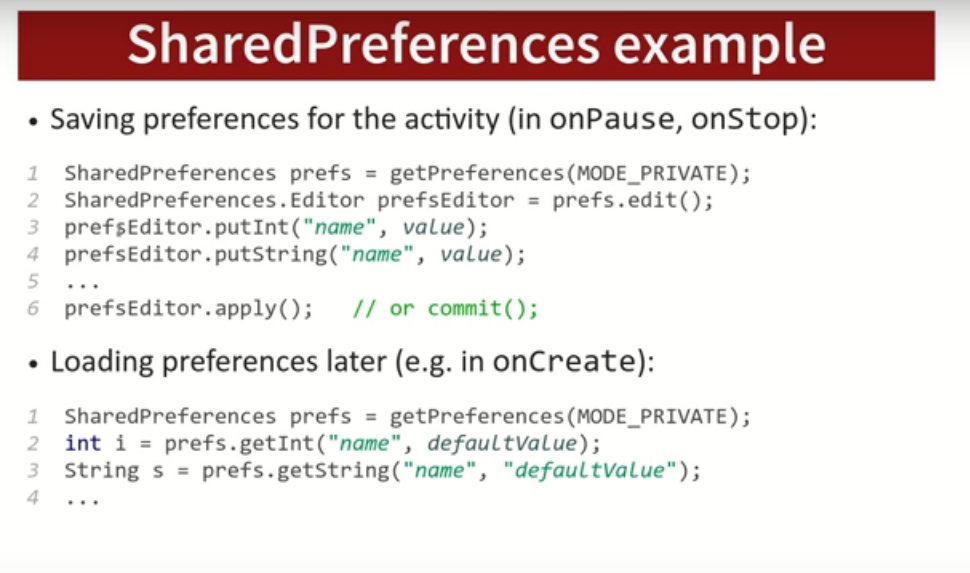 SharedPreferences example
• Saving preferences for the activity (in onPause, onStop):
1 SharedPreferences prefs = getPreferences(MODE_PRIVATE);
2 SharedPreferences.Editor prefsEditor = prefs.edit();
3 prefsEditor.putInt("name", value);
4 prefsEditor.putString("name", value);
5 ...
6 prefsEditor.apply();   // or commit();
• Loading preferences later (e.g. in onCreate):
1 SharedPreferences prefs = getPreferences(MODE_PRIVATE);
2 int i = prefs.getInt("name", defaultValue);
3 String s = prefs.getString("name", "defaultValue");
4 ...